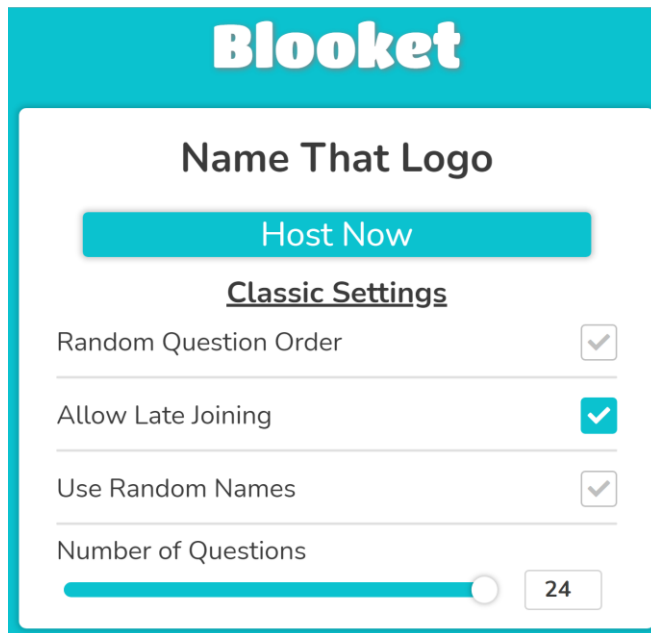 Blooket
Name That Logo
Host Now
Classic Settings
Random Question Order
Allow Late Joining
Use Random Names
Number of Questions
24